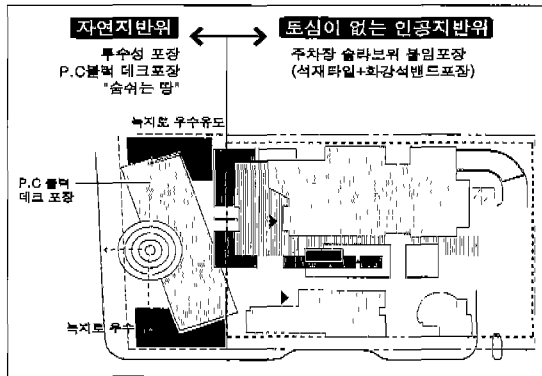 자연지반위
투수성 포장
P.C블럭 데크포장
"숨쉬는 땅"
토심이 없는 인공지반위
주차장 슬라브위 붙임포장
(석재타일+화강석밴드포장)
녹지로 우수유도
P.C 블럭
데크 포장
녹지로 우수